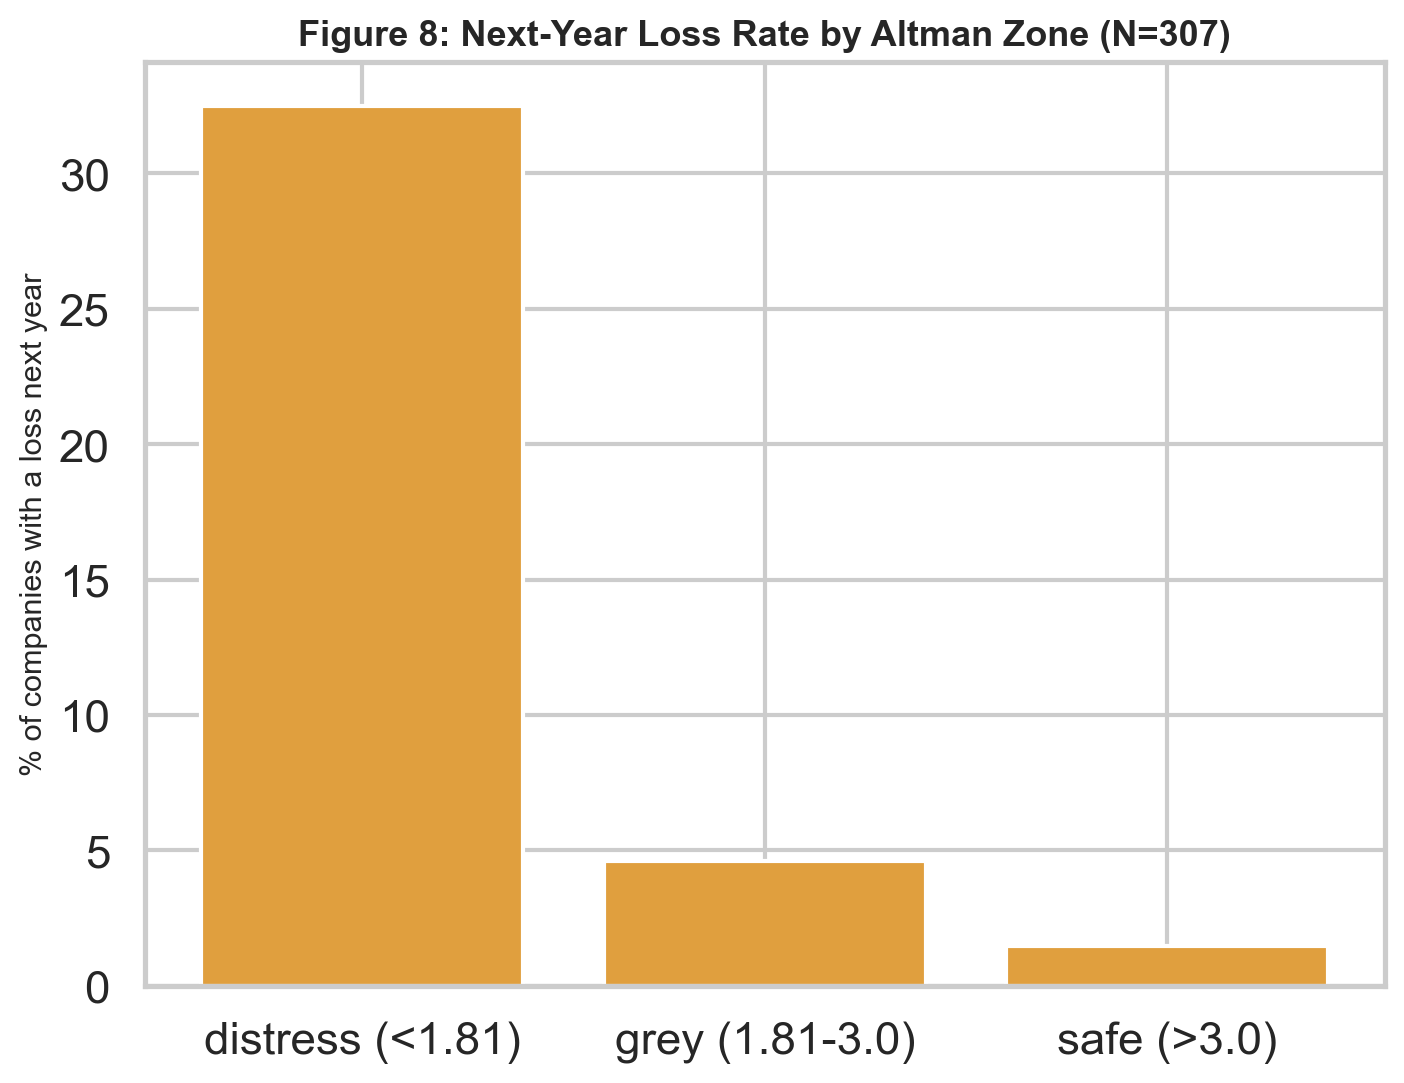 Figure 8: Next-Year Loss Rate by Altman Zone (N=307)
% of companies with a loss next year
30
25
20
15
10
5
0
distress (<1.81)
grey (1.81-3.0)
safe (>3.0)